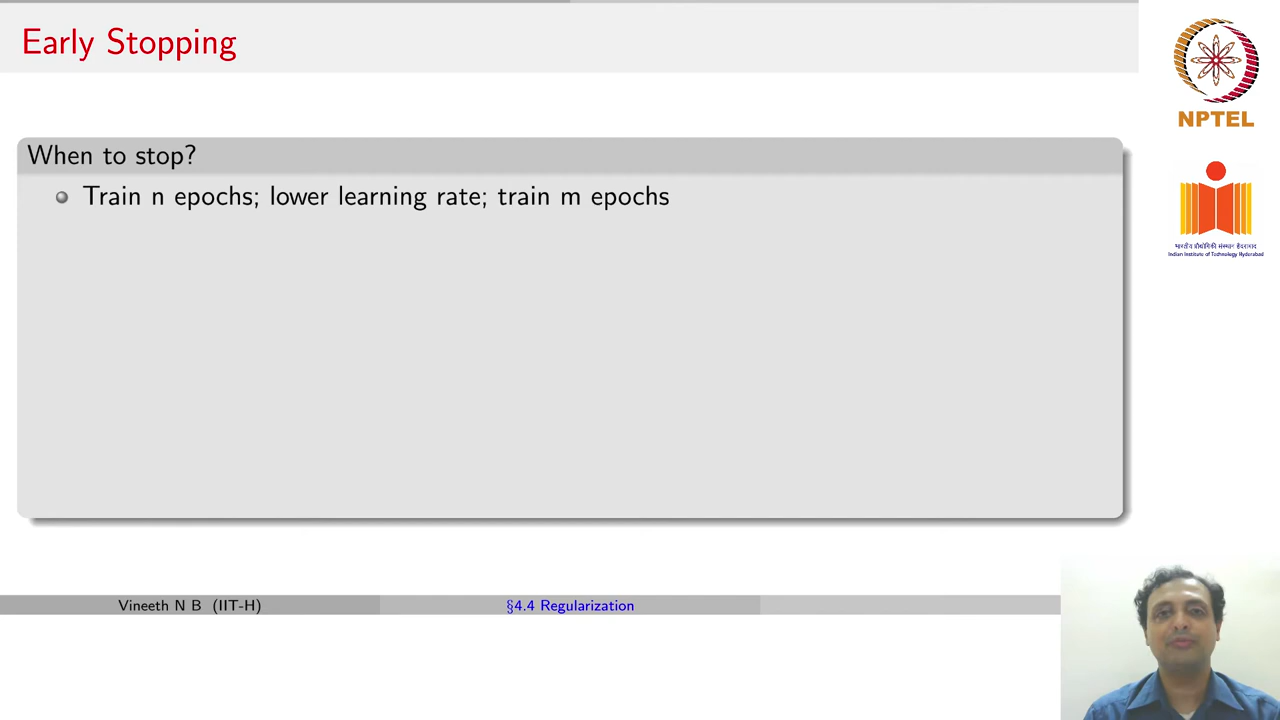 Early Stopping
NPTEL
When to stop?
Train n epochs; lower learning rate; train m epochs
भारतीय प्रौद्योगिकी संस्थान हैदराबाद
Indian Institute of Technology Hyderabad
Vineeth N B (IIT-H)
§4.4 Regularization